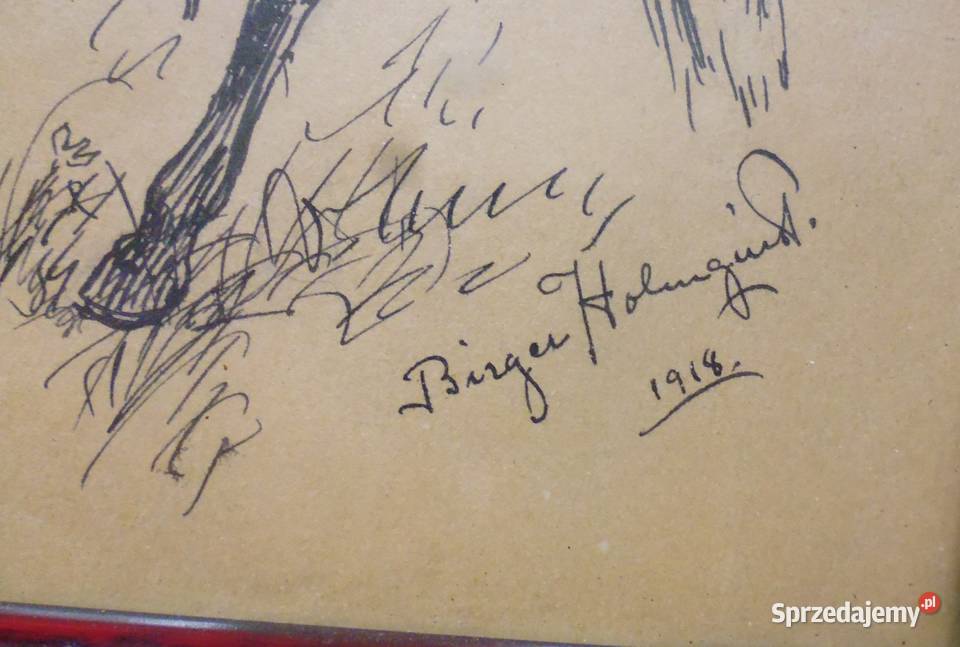 Birger Holmquist.
1918.
Sprzedajemy.pl